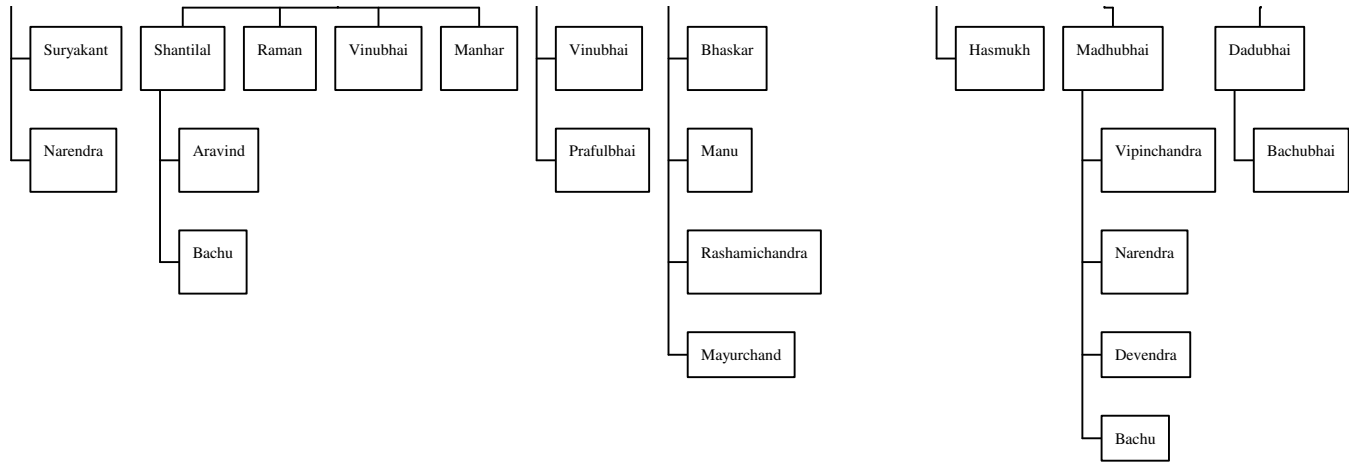 Suryakant
Shantilal
Raman
Vinubhai
Manhar
Vinubhai
Bhaskar
Hasmukh
Madhubhai
Dadubhai
Narendra
Aravind
Prafulbhai
Manu
Vipinchandra
Bachubhai
Bachu
Rashamichandra
Narendra
Mayurchand
Devendra
Bachu